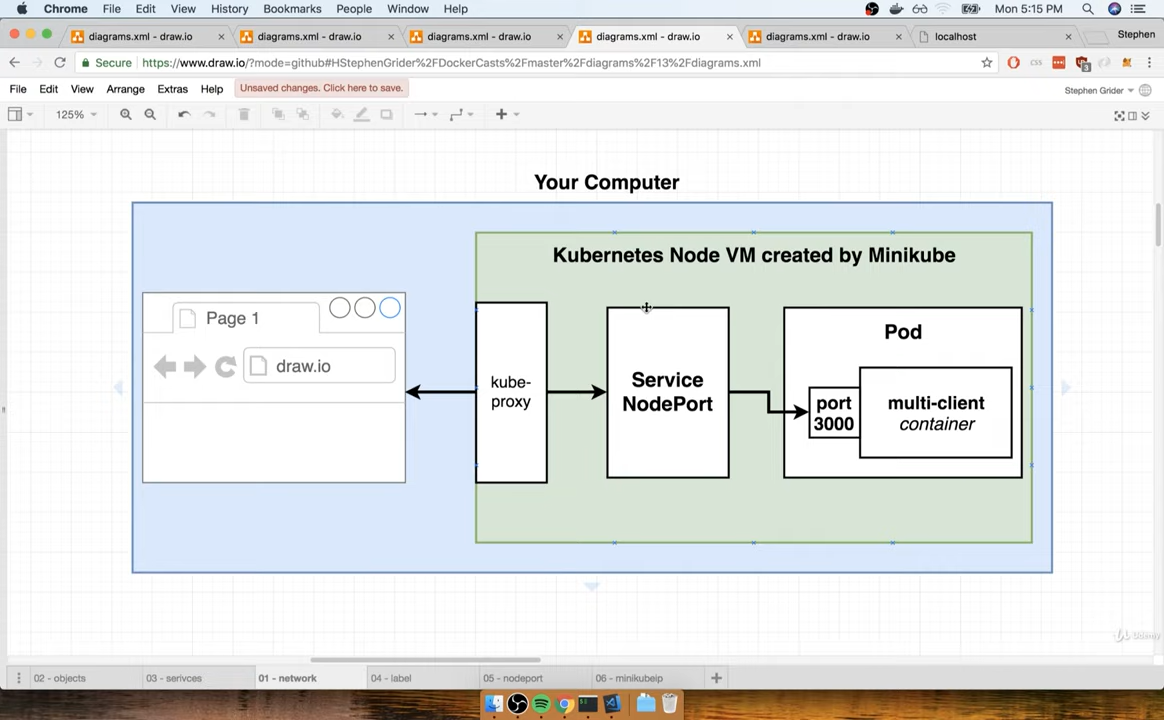 Chrome File Edit View History Bookmarks People Window Help Mon 5:15 PM
diagrams.xml - draw.io diagrams.xml - draw.io diagrams.xml - draw.io diagrams.xml - draw.io diagrams.xml - draw.io localhost Stephen
Secure https://www.draw.io/?mode=github#HStephenGrider%2FDockerCasts%2Fmaster%2Fdiagrams%2F13%2Fdiagrams.xml CSS 3
File Edit View Arrange Extras Help Unsaved changes. Click here to save. Stephen Grider
125%
Your Computer
Kubernetes Node VM created by Minikube
Page 1
draw.io
kube-
proxy
Service
NodePort
Pod
port
3000
multi-client
container
Udemy
02 - objects 03 - serivces 01 - network 04 - label 05 - nodeport 06 - minikubeip